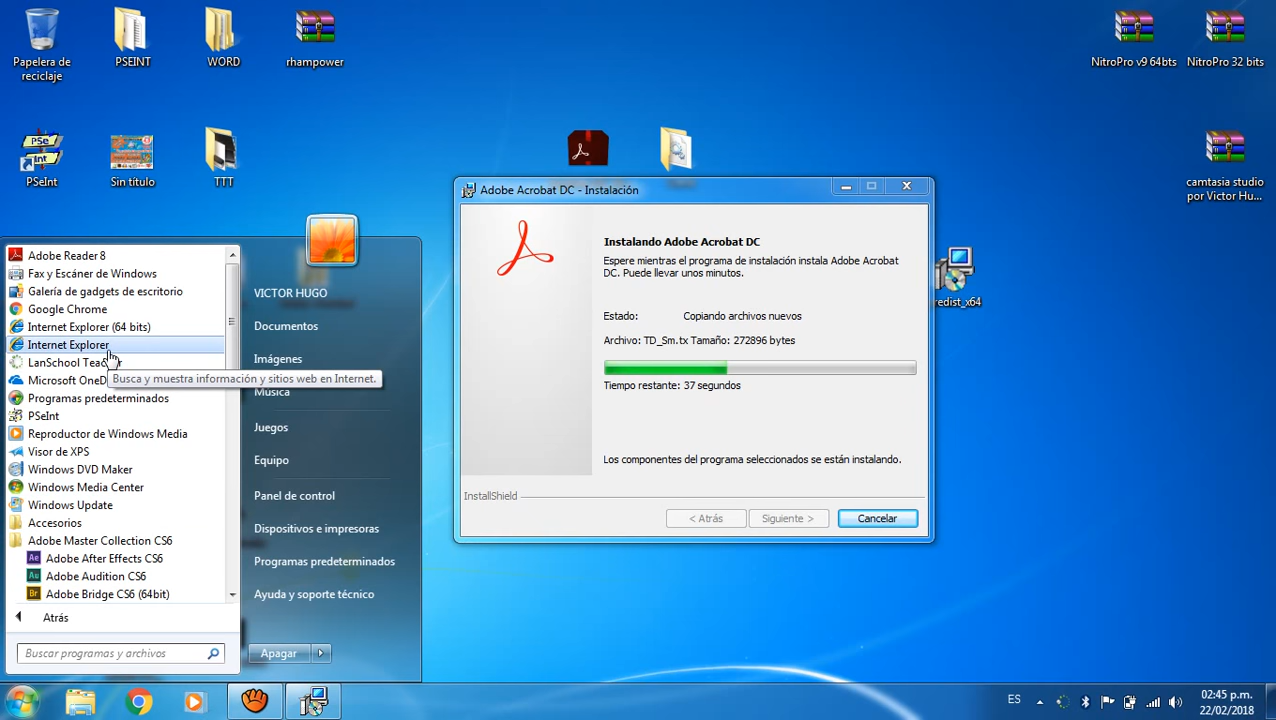 Papelera de
reciclaje
PSEINT
WORD
rhampower
NitroPro v9 64bts
NitroPro 32 bits
PSe
Int
PSeInt
Sin título
TTT
camtasia studio
por Victor Hu...
redist_x64
Adobe Acrobat DC - Instalación
Instalando Adobe Acrobat DC
Espere mientras el programa de instalación instala Adobe Acrobat
DC. Puede llevar unos minutos.
Estado: Copiando archivos nuevos
Archivo: TD_Sm.tx Tamaño: 272896 bytes
Tiempo restante: 37 segundos
Los componentes del programa seleccionados se están instalando.
InstallShield
< Atrás
Siguiente >
Cancelar
Adobe Reader 8
Fax y Escáner de Windows
Galería de gadgets de escritorio
Google Chrome
Internet Explorer (64 bits)
Internet Explorer
LanSchool
Microsoft
Busca y muestra información y sitios web en Internet.
Programas predeterminados
PSeInt
Reproductor de Windows Media
Visor de XPS
Windows DVD Maker
Windows Media Center
Windows Update
Accesorios
Adobe Master Collection CS6
Ae Adobe After Effects CS6
Au Adobe Audition CS6
Br Adobe Bridge CS6 (64bit)
Atrás
Buscar programas y archivos
VICTOR HUGO
Documentos
Imágenes
Música
Juegos
Equipo
Panel de control
Dispositivos e impresoras
Programas predeterminados
Ayuda y soporte técnico
Apagar
ES
02:45 p.m.
22/02/2018